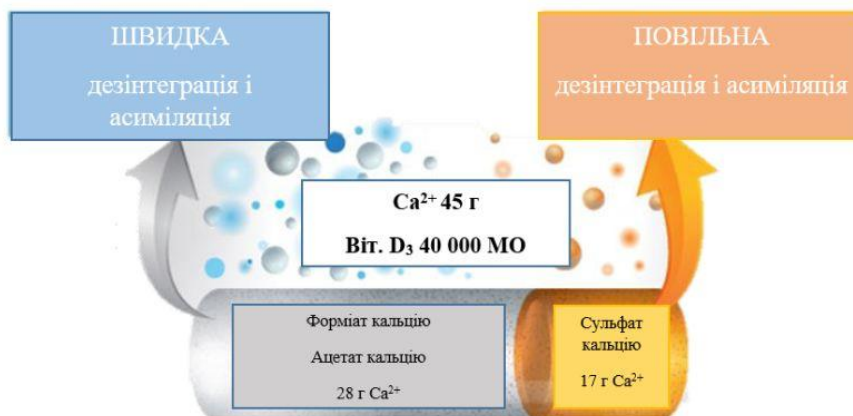 ШВИДКА
дезінтеграція і
асиміляція
ПОВІЛЬНА
дезінтеграція і асиміляція
Ca²⁺ 45 г
Віт. D₃ 40 000 МО
Форміат кальцію
Ацетат кальцію
28 г Ca²⁺
Сульфат
кальцію
17 г Ca²⁺